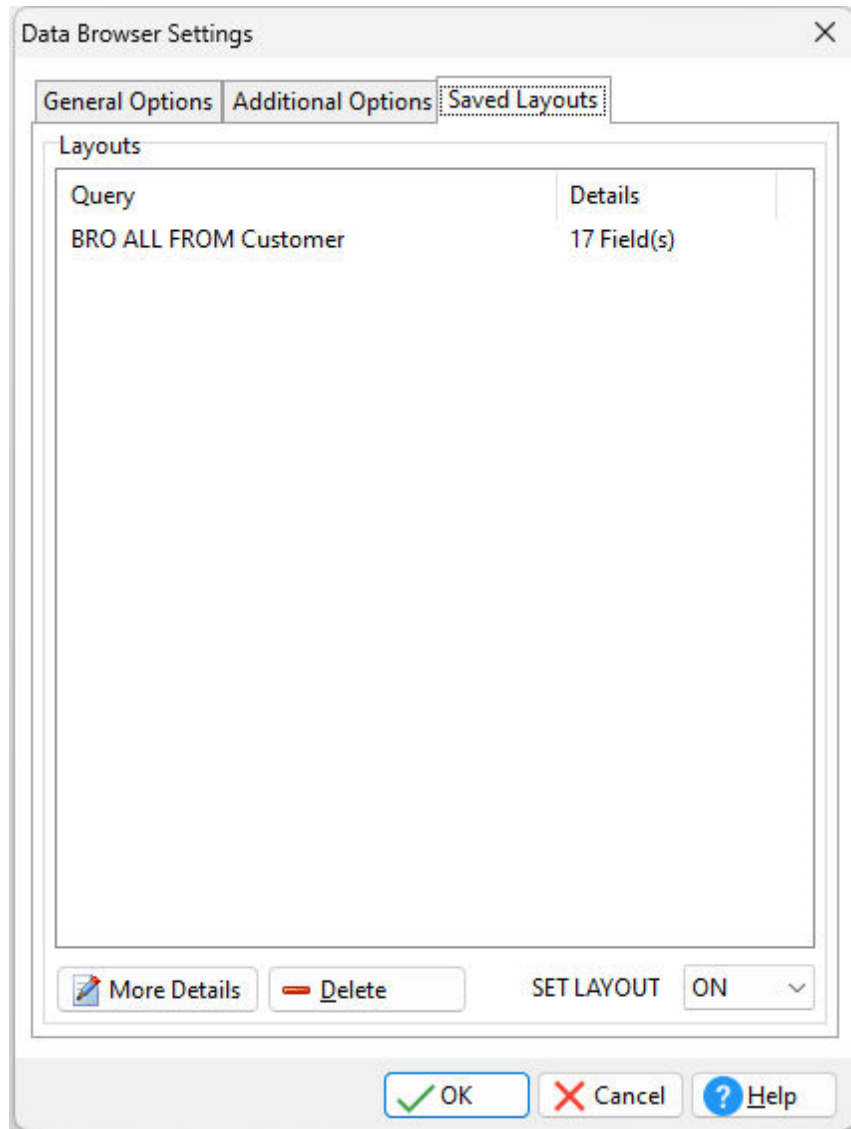 Data Browser Settings
General Options Additional Options Saved Layouts
Layouts
Query Details
BRO ALL FROM Customer 17 Field(s)
More Details Delete SET LAYOUT ON
OK Cancel ? Help